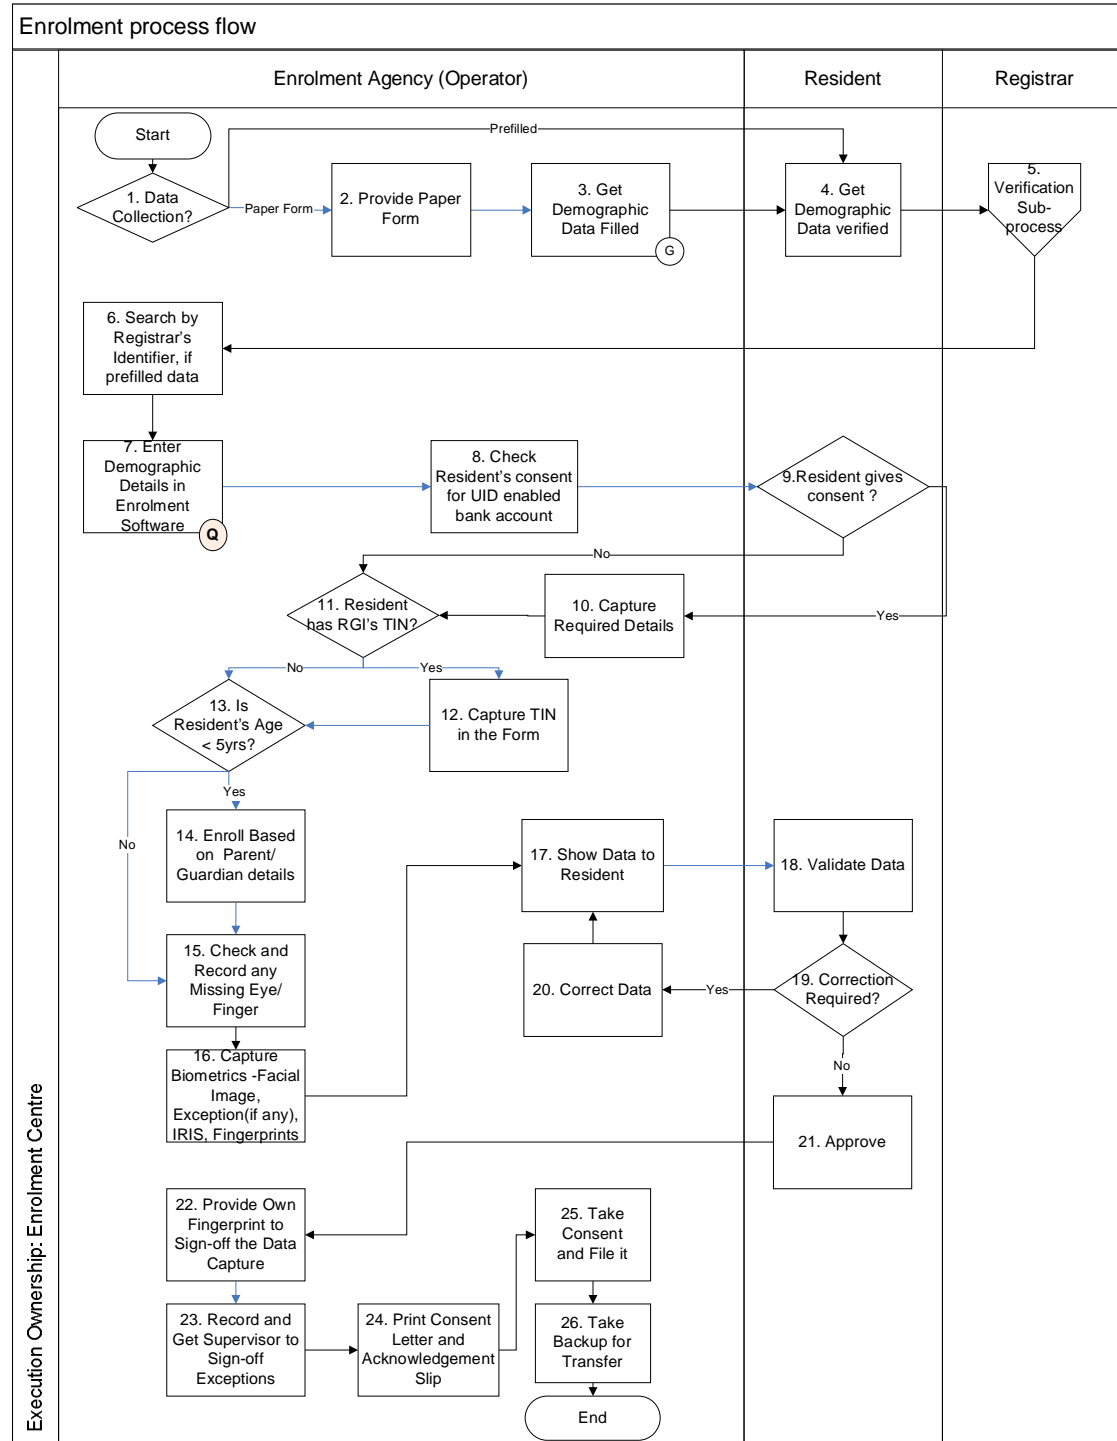 Enrolment process flow
Enrolment Agency (Operator)
Resident
Registrar
Start
Prefilled
1. Data
Collection?
Paper Form
2. Provide Paper
Form
3. Get
Demographic
Data Filled
G
4. Get
Demographic
Data verified
5.
Verification
Sub-
process
6. Search by
Registrar's
Identifier, if
prefilled data
7. Enter
Demographic
Details in
Enrolment
Software
Q
8. Check
Resident's consent
for UID enabled
bank account
9.Resident gives
consent ?
No
Yes
10. Capture
Required Details
11. Resident
has RGI's TIN?
No
Yes
12. Capture TIN
in the Form
13. Is
Resident's Age
< 5yrs?
Yes
No
14. Enroll Based
on Parent/
Guardian details
15. Check and
Record any
Missing Eye/
Finger
16. Capture
Biometrics -Facial
Image,
Exception(if any),
IRIS, Fingerprints
17. Show Data to
Resident
18. Validate Data
19. Correction
Required?
Yes
20. Correct Data
No
21. Approve
22. Provide Own
Fingerprint to
Sign-off the Data
Capture
23. Record and
Get Supervisor to
Sign-off
Exceptions
24. Print Consent
Letter and
Acknowledgement
Slip
25. Take
Consent
and File it
26. Take
Backup for
Transfer
End
Execution Ownership: Enrolment Centre